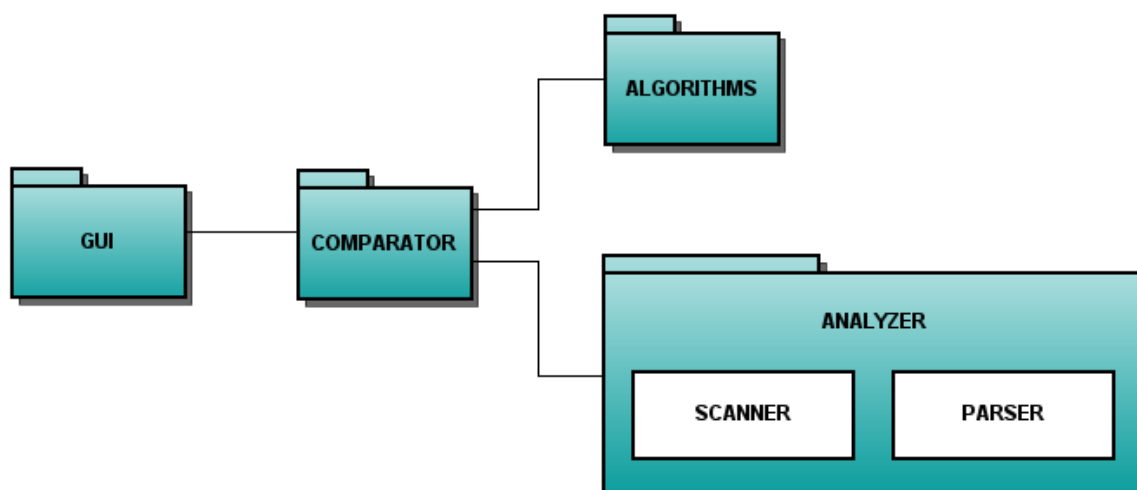 ALGORITHMS
GUI
COMPARATOR
ANALYZER
SCANNER
PARSER